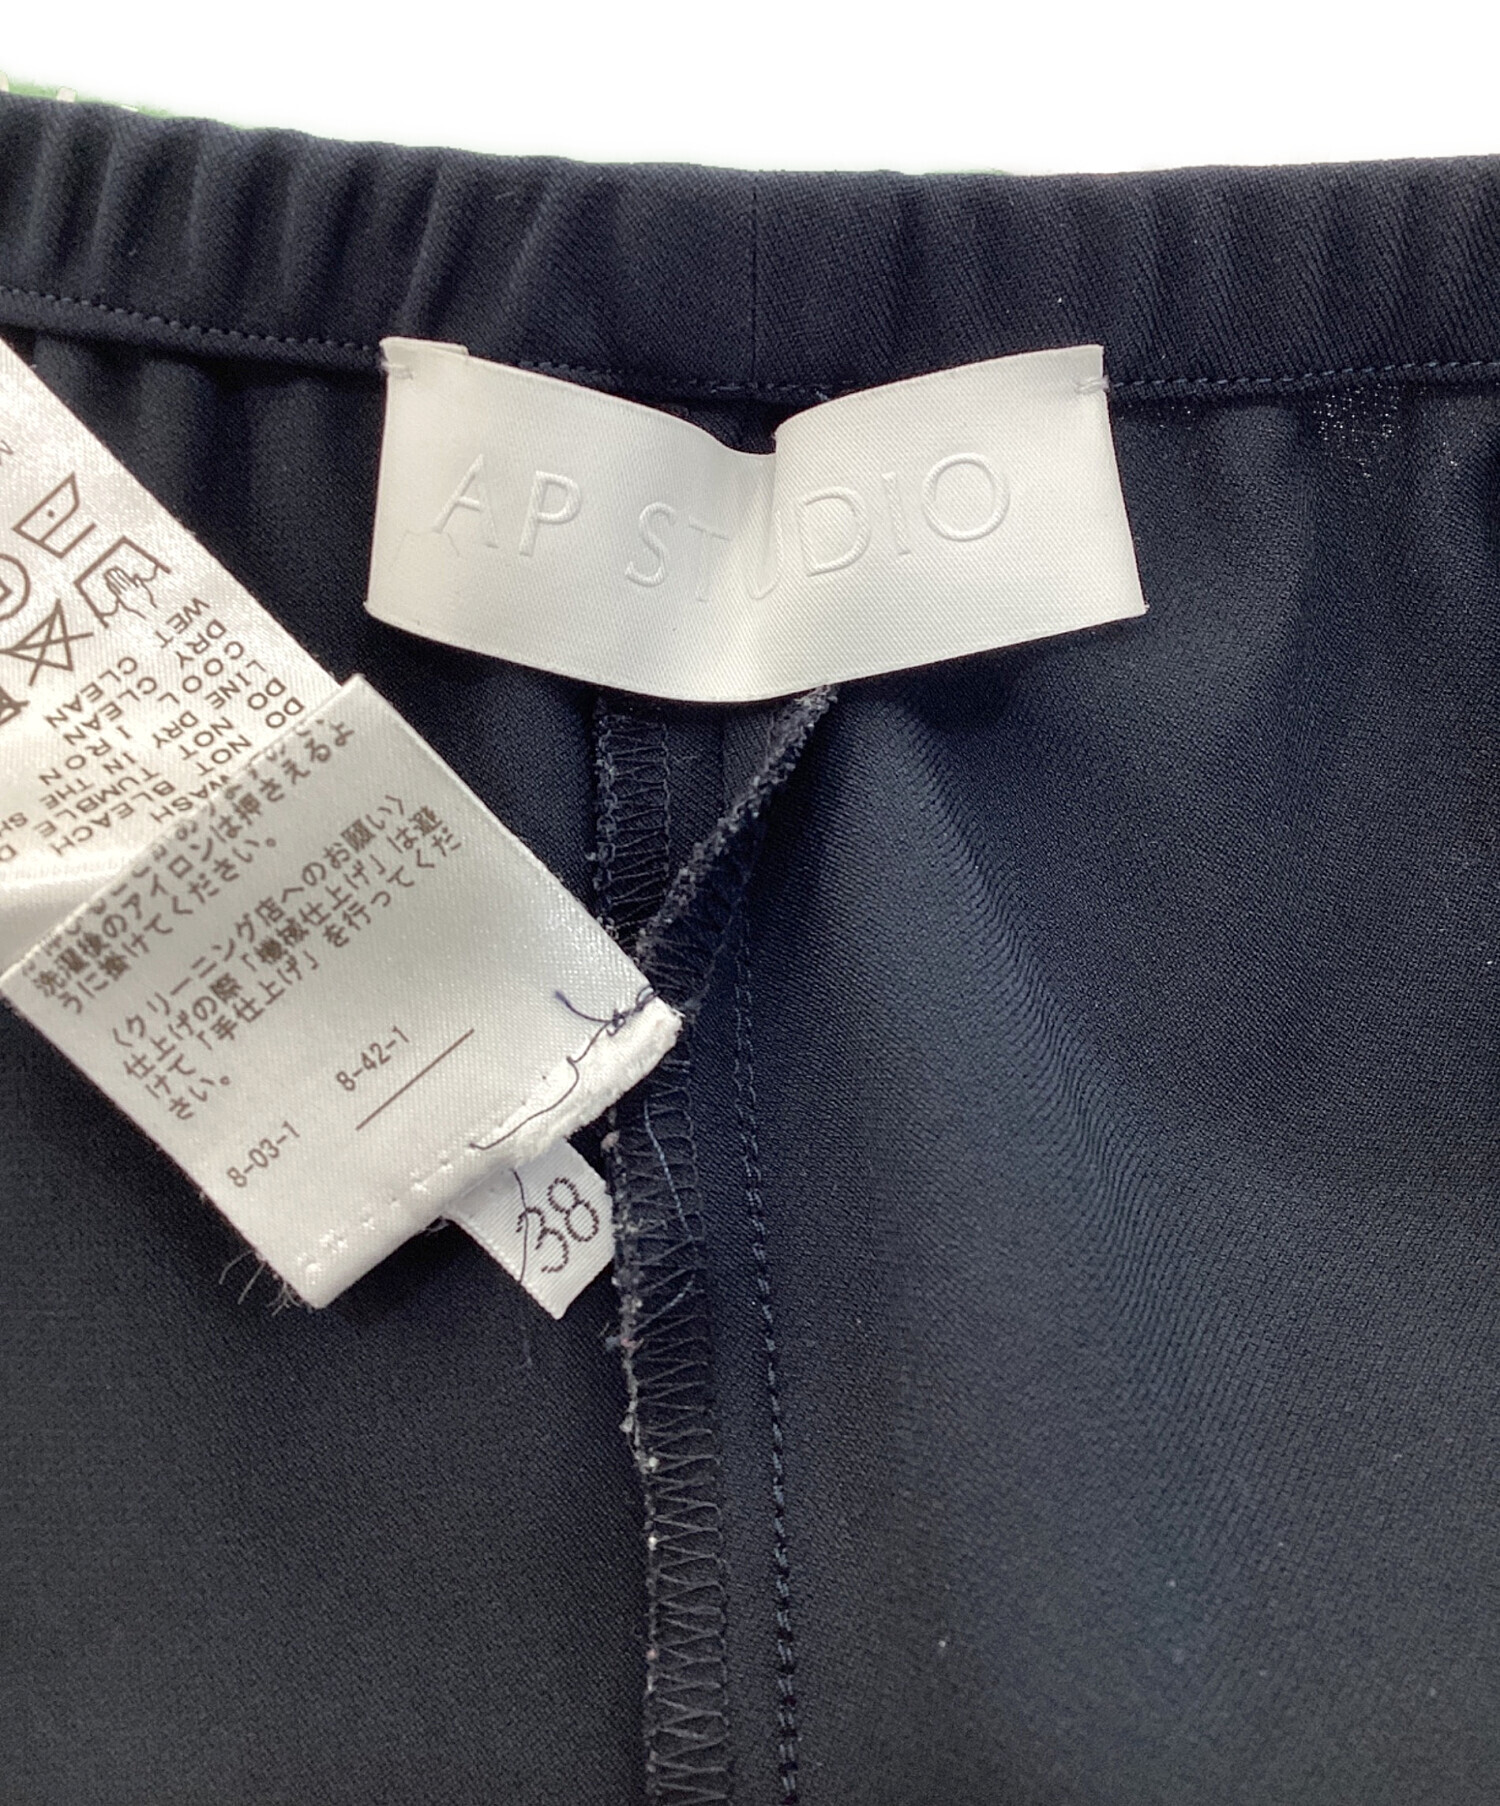 AP STUDIO
DO NOT WASH
DO NOT BLEACH
LINE DRY IN THE SH
DO NOT TUMBLE D
COOL IRON
DRY CLEAN
WET CLEAN
洗濯後のアイロンは押さえるよ
うに掛けてください。
〈クリーニング店へのお願い〉
仕上げの際「機械仕上げ」は避
けて「手仕上げ」を行ってくだ
さい。
8-42-1
8-03-1
38